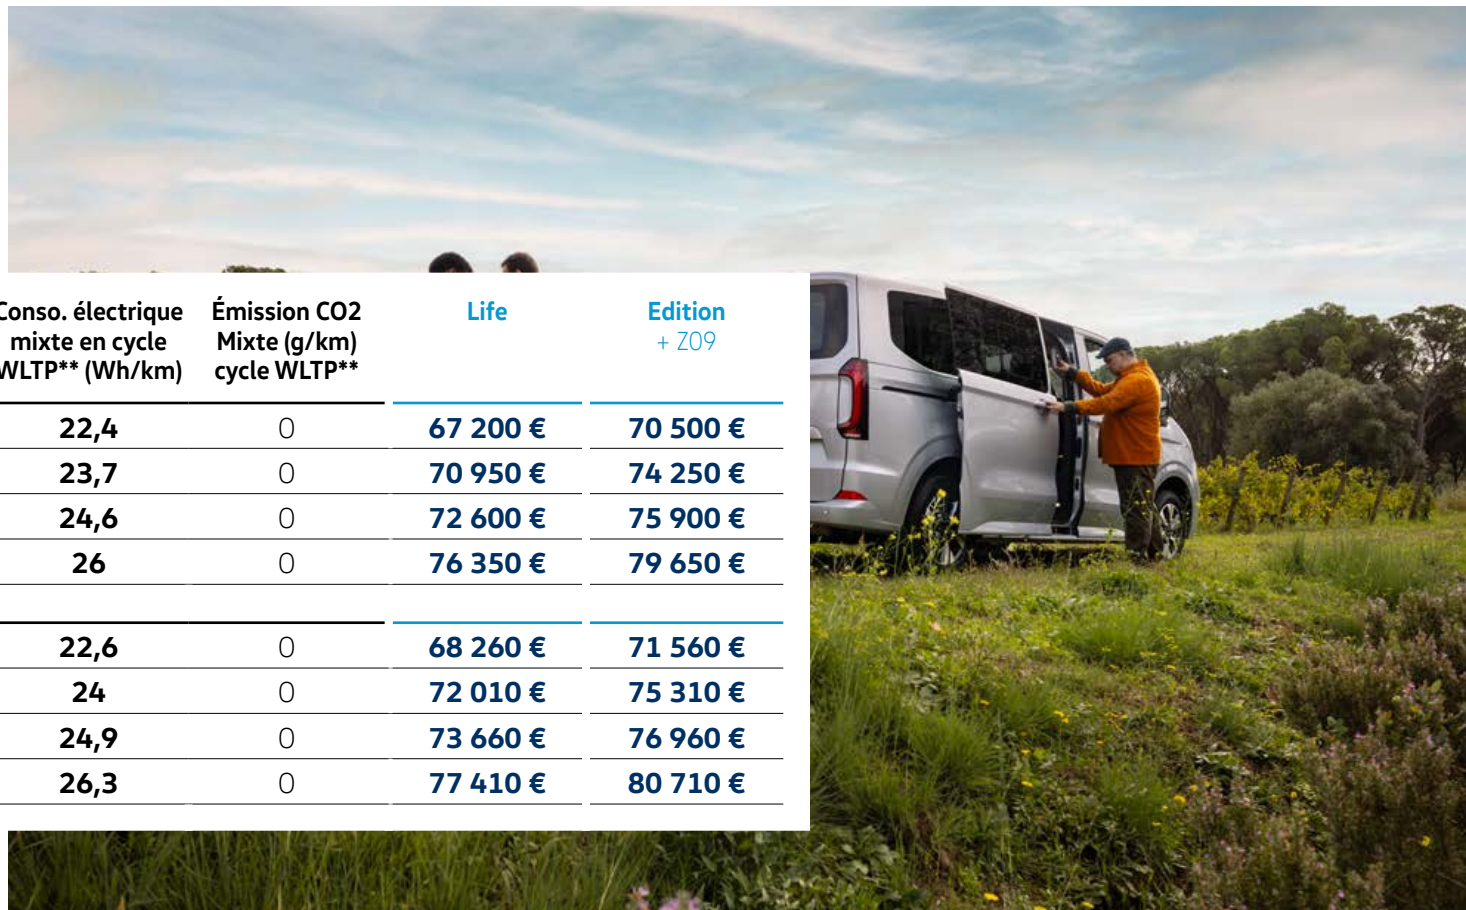 Conso. électrique mixte en cycle WLTP** (Wh/km) Émission CO2 Mixte (g/km) cycle WLTP** Life Edition + Z09
22,4 0 67 200 € 70 500 €
23,7 0 70 950 € 74 250 €
24,6 0 72 600 € 75 900 €
26 0 76 350 € 79 650 €
22,6 0 68 260 € 71 560 €
24 0 72 010 € 75 310 €
24,9 0 73 660 € 76 960 €
26,3 0 77 410 € 80 710 €